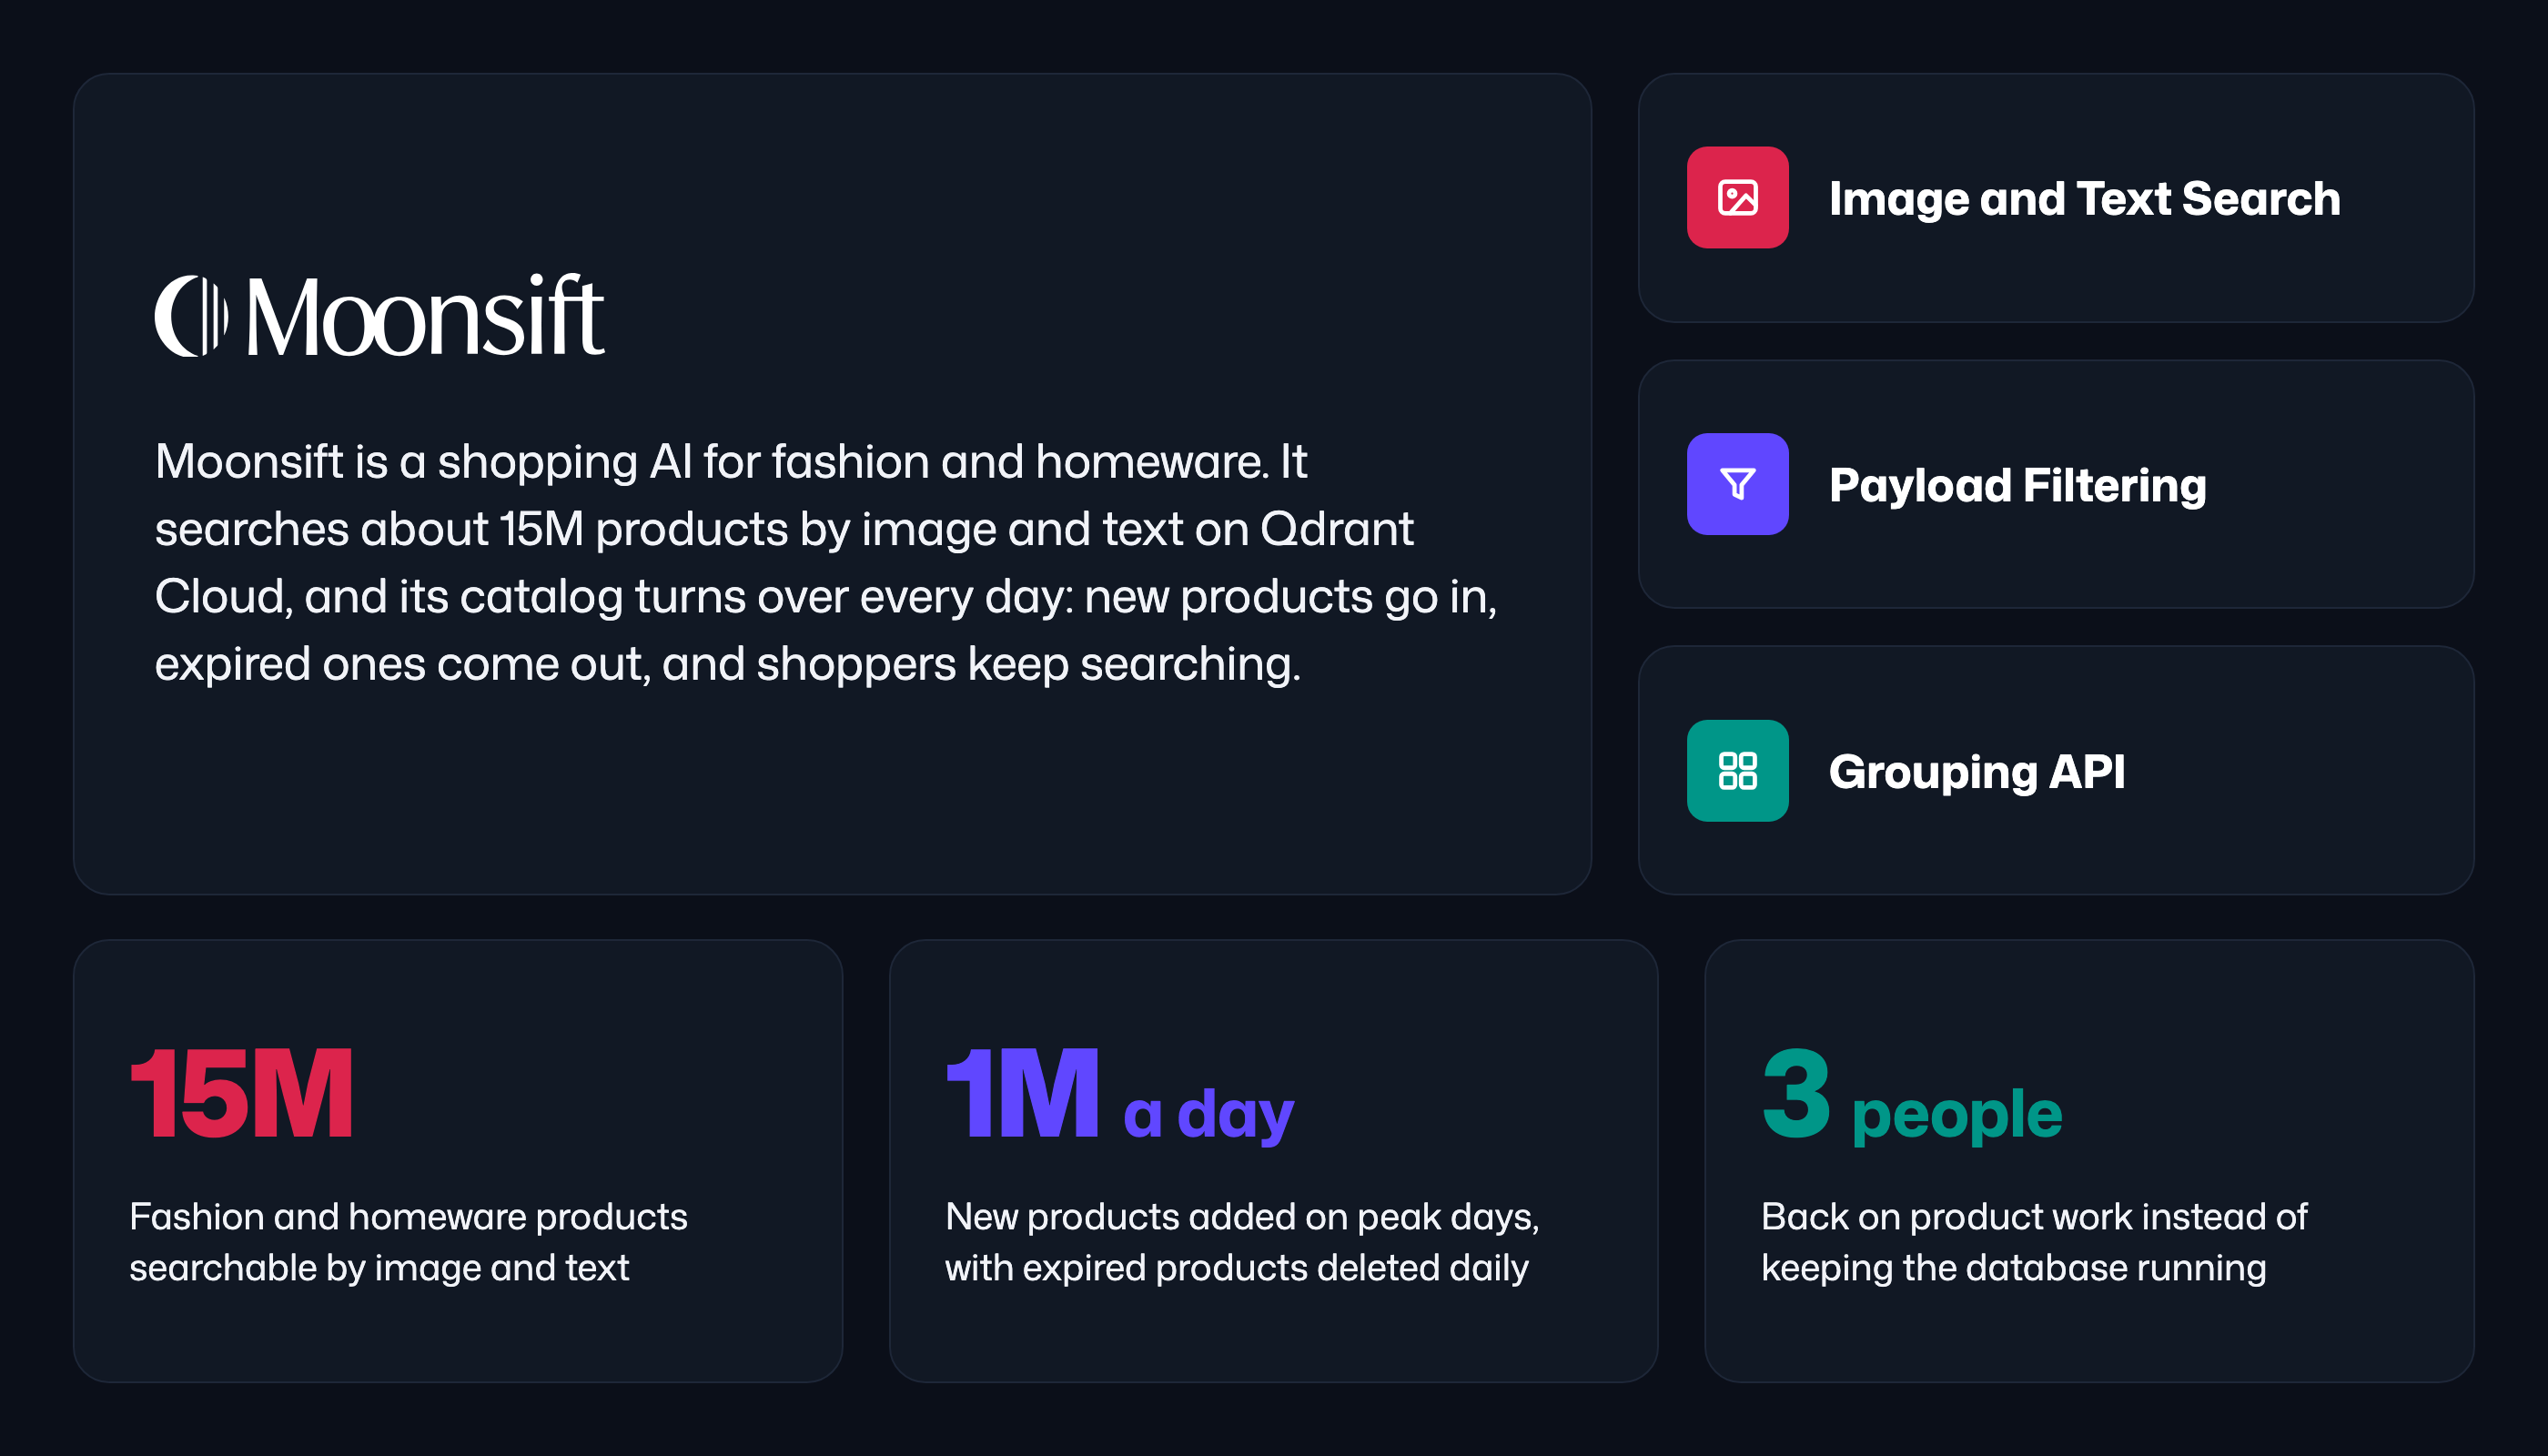 Moonsift
Moonsift is a shopping AI for fashion and homeware. It
searches about 15M products by image and text on Qdrant
Cloud, and its catalog turns over every day: new products go in,
expired ones come out, and shoppers keep searching.
Image and Text Search
Payload Filtering
Grouping API
15M
Fashion and homeware products
searchable by image and text
1M a day
New products added on peak days,
with expired products deleted daily
3 people
Back on product work instead of
keeping the database running